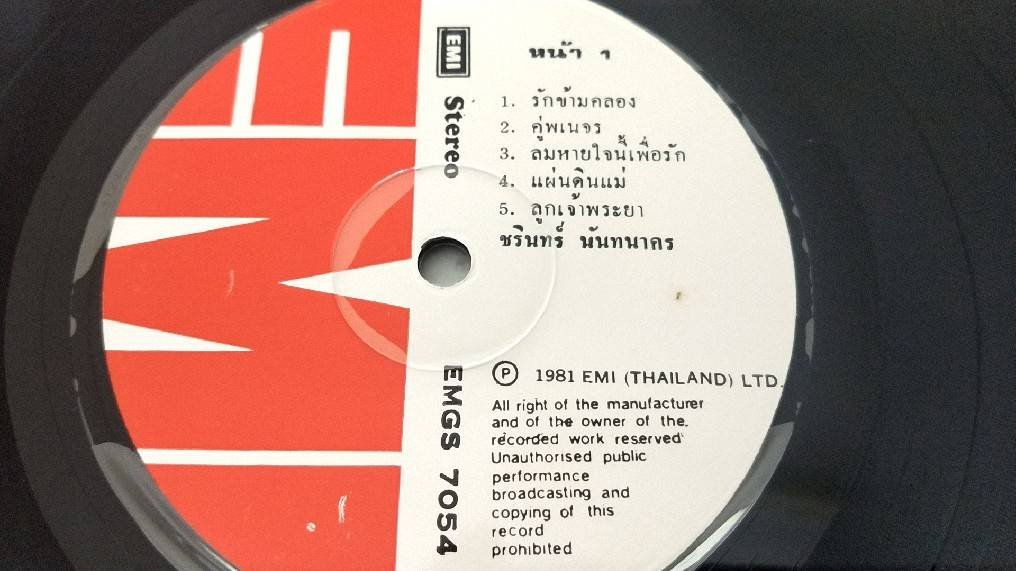 EMI
Stereo
หน้า 1
1. รักข้ามคลอง
2. คู่พเนจร
3. ลมหายใจนี้เพื่อรัก
4. แผ่นดินแม่
5. ลูกเจ้าพระยา
ชรินทร์ นันทนาคร
EMGS 7054
Ⓟ 1981 EMI (THAILAND) LTD.
All right of the manufacturer
and of the owner of the.
recorded work reserved
Unauthorised public
performance
broadcasting and
copying of this
record
prohibited